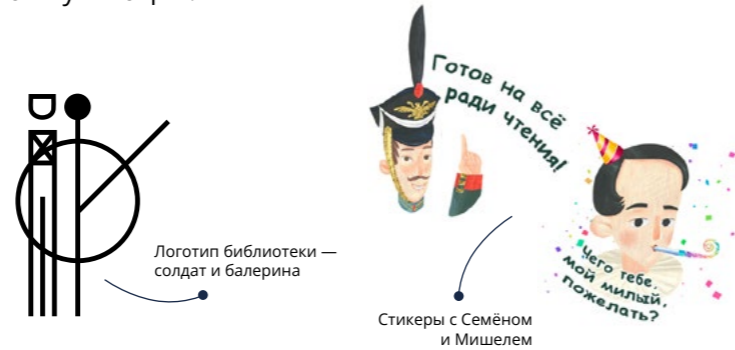 Готов на всё
ради чтения!
Чего тебе,
мой милый,
пожелать?
Логотип библиотеки —
солдат и балерина
Стикеры с Семёном
и Мишелем